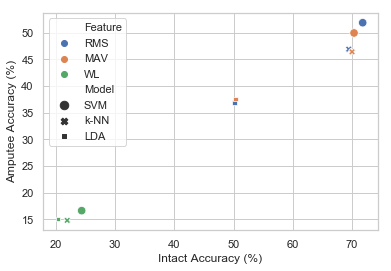 Feature
RMS
MAV
WL
Model
SVM
k-NN
LDA
50
45
40
35
30
25
20
15
Amputee Accuracy (%)
20
30
40
50
60
70
Intact Accuracy (%)